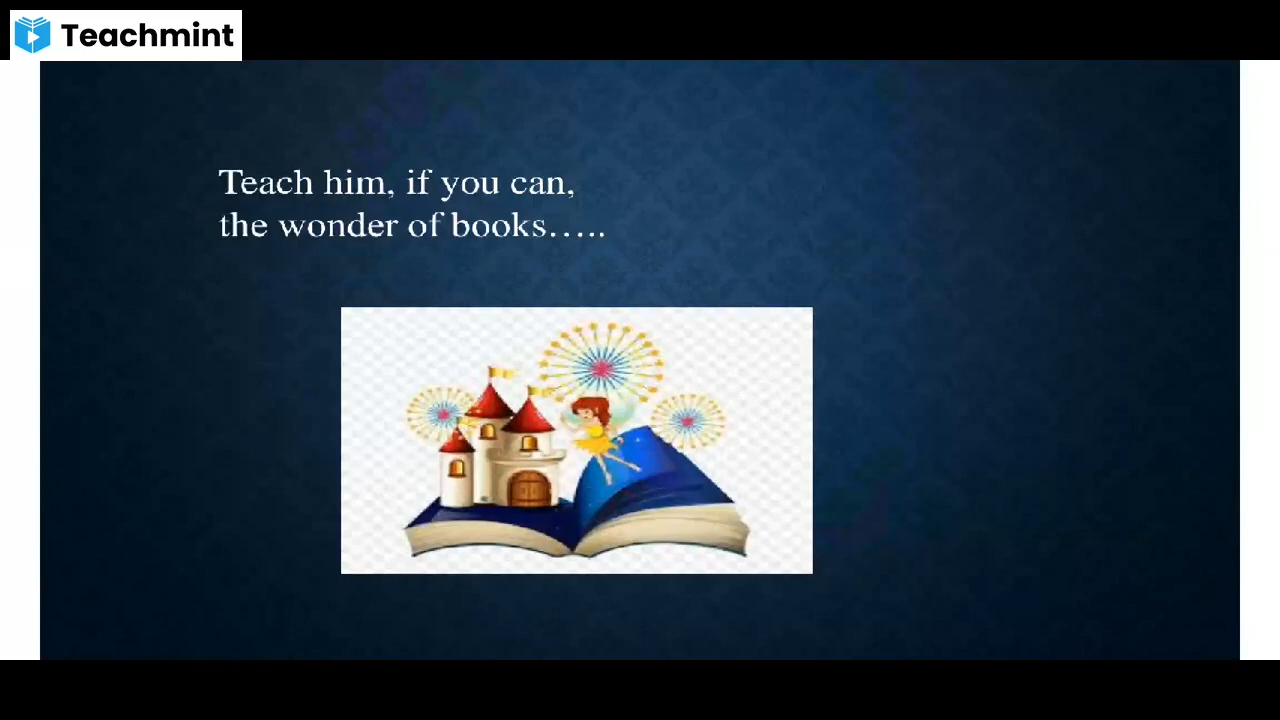 Teachmint
Teach him, if you can,
the wonder of books…..